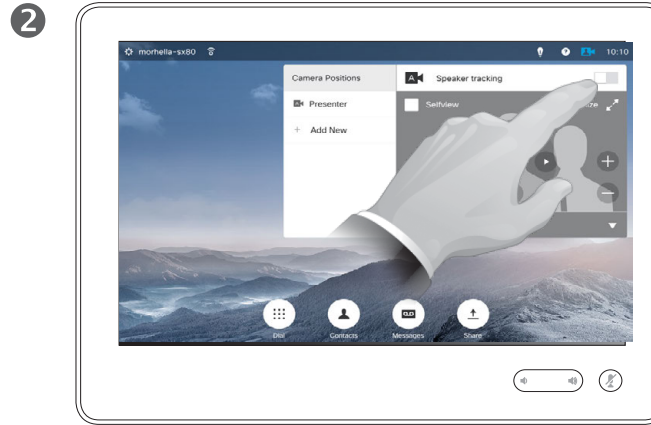 2
morhella-sx80
10:10
Camera Positions
Speaker tracking
Presenter
Selfview
Add New
Dial
Contacts
Messages
Share